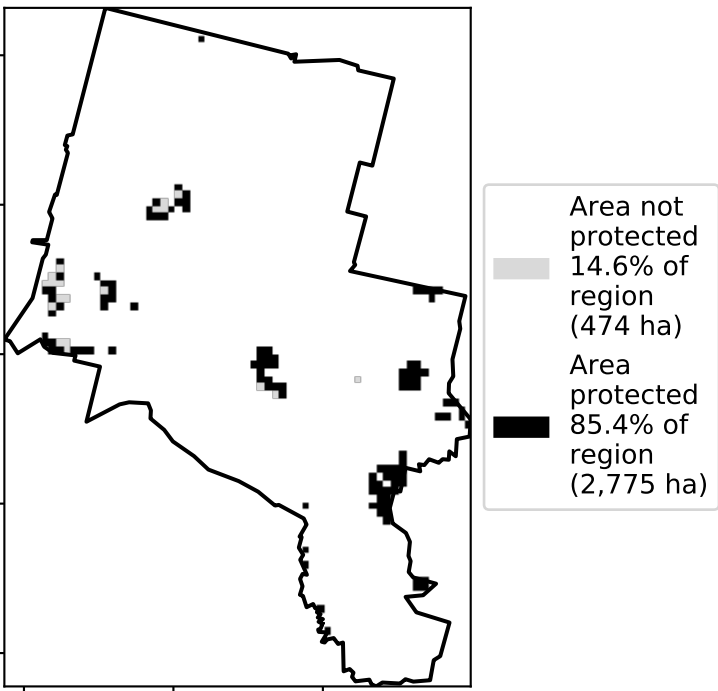 Area not
protected
14.6% of
region
(474 ha)
Area
protected
85.4% of
region
(2,775 ha)